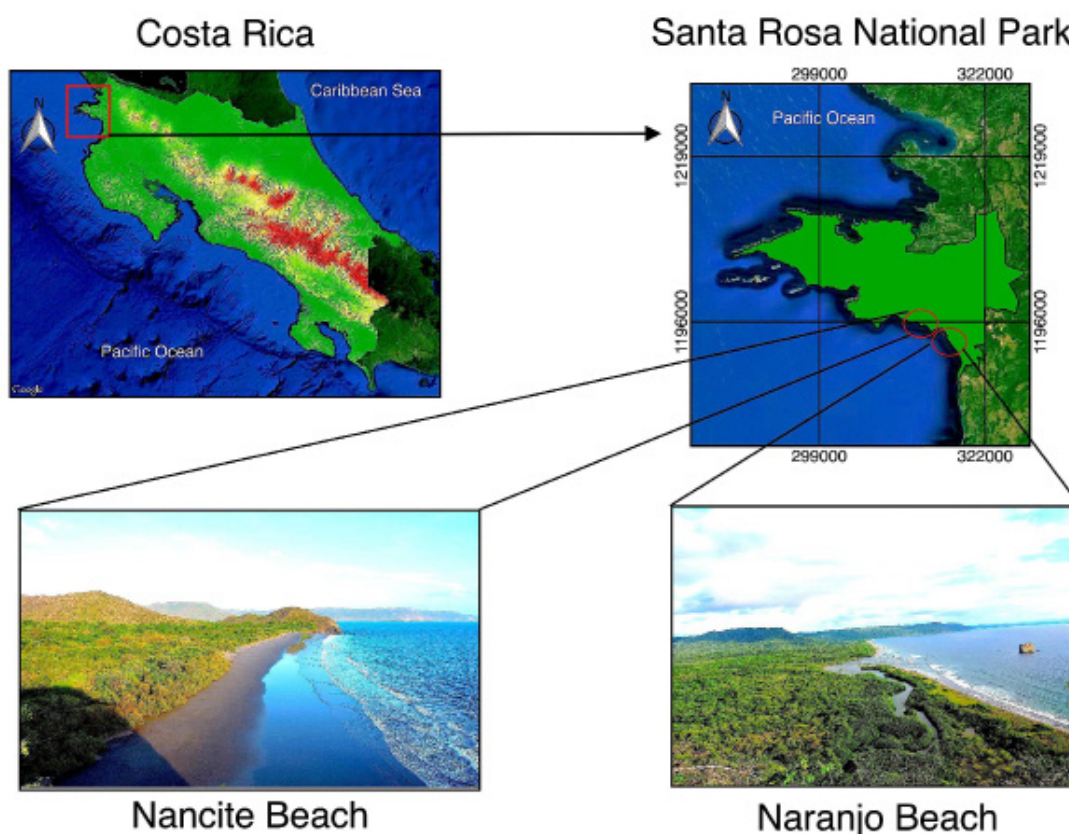 Costa Rica
Santa Rosa National Park
299000
322000
N
Caribbean Sea
N
Pacific Ocean
1219000
1219000
1196000
1196000
Pacific Ocean
Google
299000
322000
Nancite Beach
Naranjo Beach